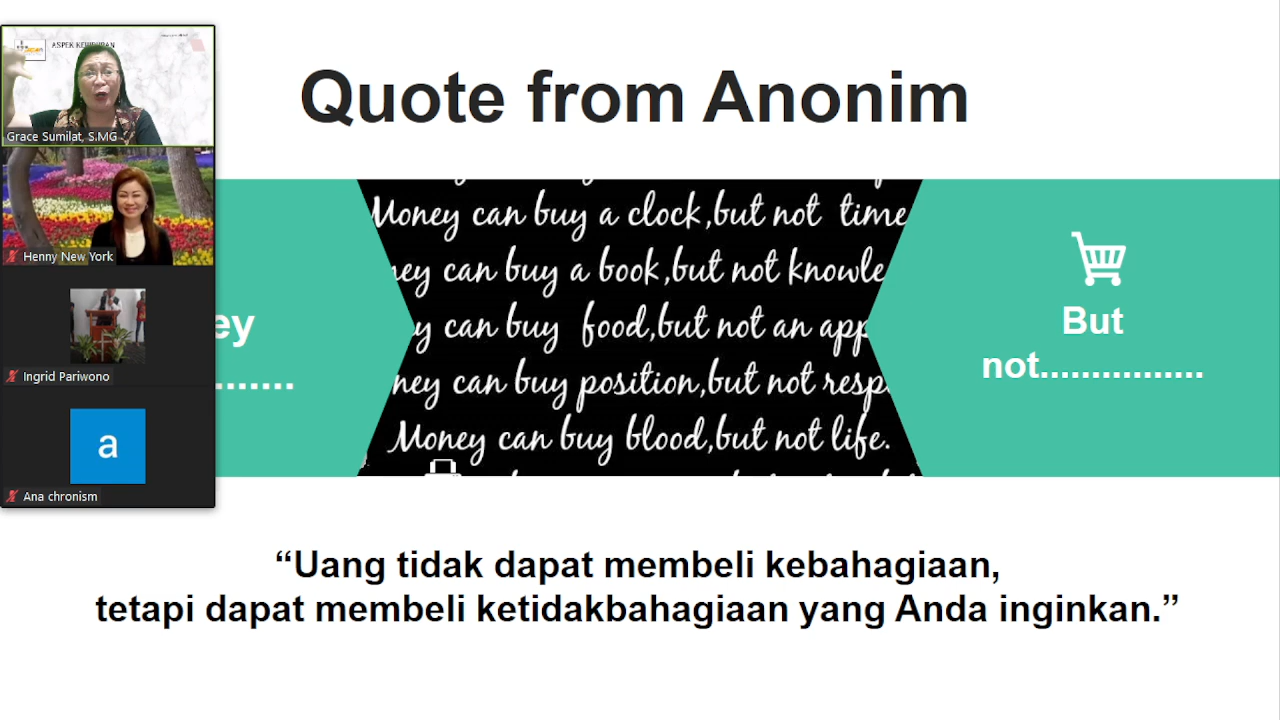 Quote from Anonim
ASPEK
Grace Sumilat, S.MG
Henny New York
Ingrid Pariwono
a
Ana chronism
Money can buy a clock,but not time
ney can buy a book,but not knowle
y can buy food,but not an app
ney can buy position,but not resp.
Money can buy blood,but not life.
ey
.......
But
not................
“Uang tidak dapat membeli kebahagiaan,
tetapi dapat membeli ketidakbahagiaan yang Anda inginkan.”